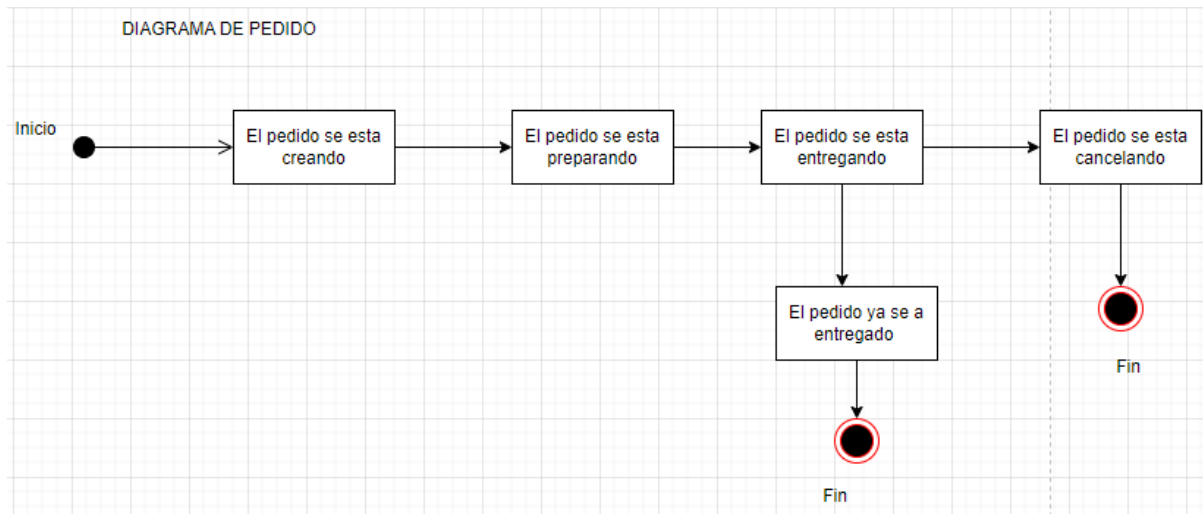 DIAGRAMA DE PEDIDO
Inicio
El pedido se esta
creando
El pedido se esta
preparando
El pedido se esta
entregando
El pedido se esta
cancelando
El pedido ya se a
entregado
Fin
Fin